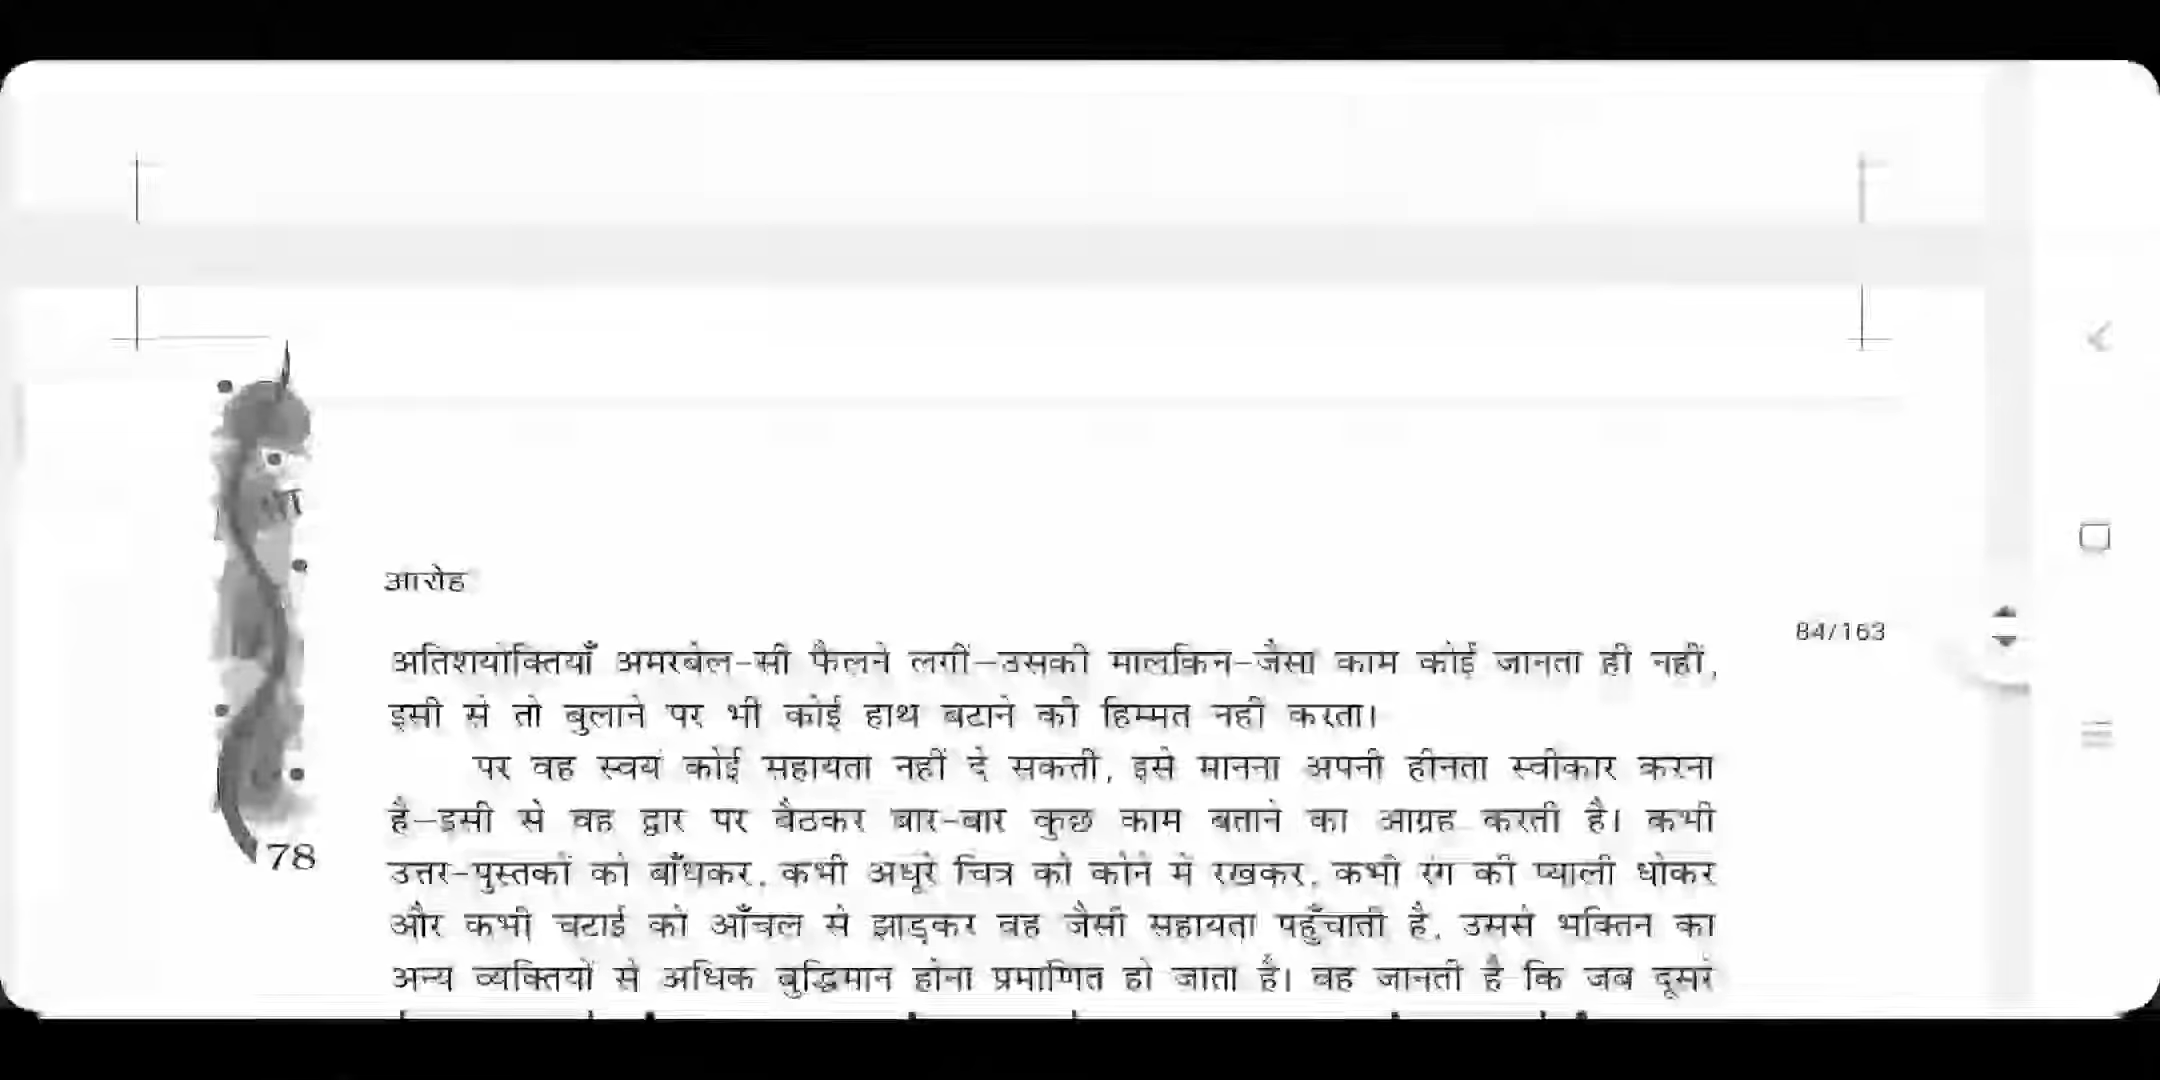 आरोह
84/163
अतिशयोक्तियाँ अमरबेल-सी फैलने लगीं—उसकी मालकिन-जैसा काम कोई जानता ही नहीं,
इसी से तो बुलाने पर भी कोई हाथ बटाने की हिम्मत नहीं करता।
पर वह स्वयं कोई सहायता नहीं दे सकती, इसे मानना अपनी हीनता स्वीकार करना
है—इसी से वह द्वार पर बैठकर बार-बार कुछ काम बताने का आग्रह करती है। कभी
उत्तर-पुस्तकों को बाँधकर, कभी अधूरे चित्र को कोने में रखकर, कभी रंग की प्याली धोकर
और कभी चटाई को आँचल से झाड़कर वह जैसी सहायता पहुँचाती है, उससे भक्तिन का
अन्य व्यक्तियों से अधिक बुद्धिमान होना प्रमाणित हो जाता है। वह जानती है कि जब दूसरे
78